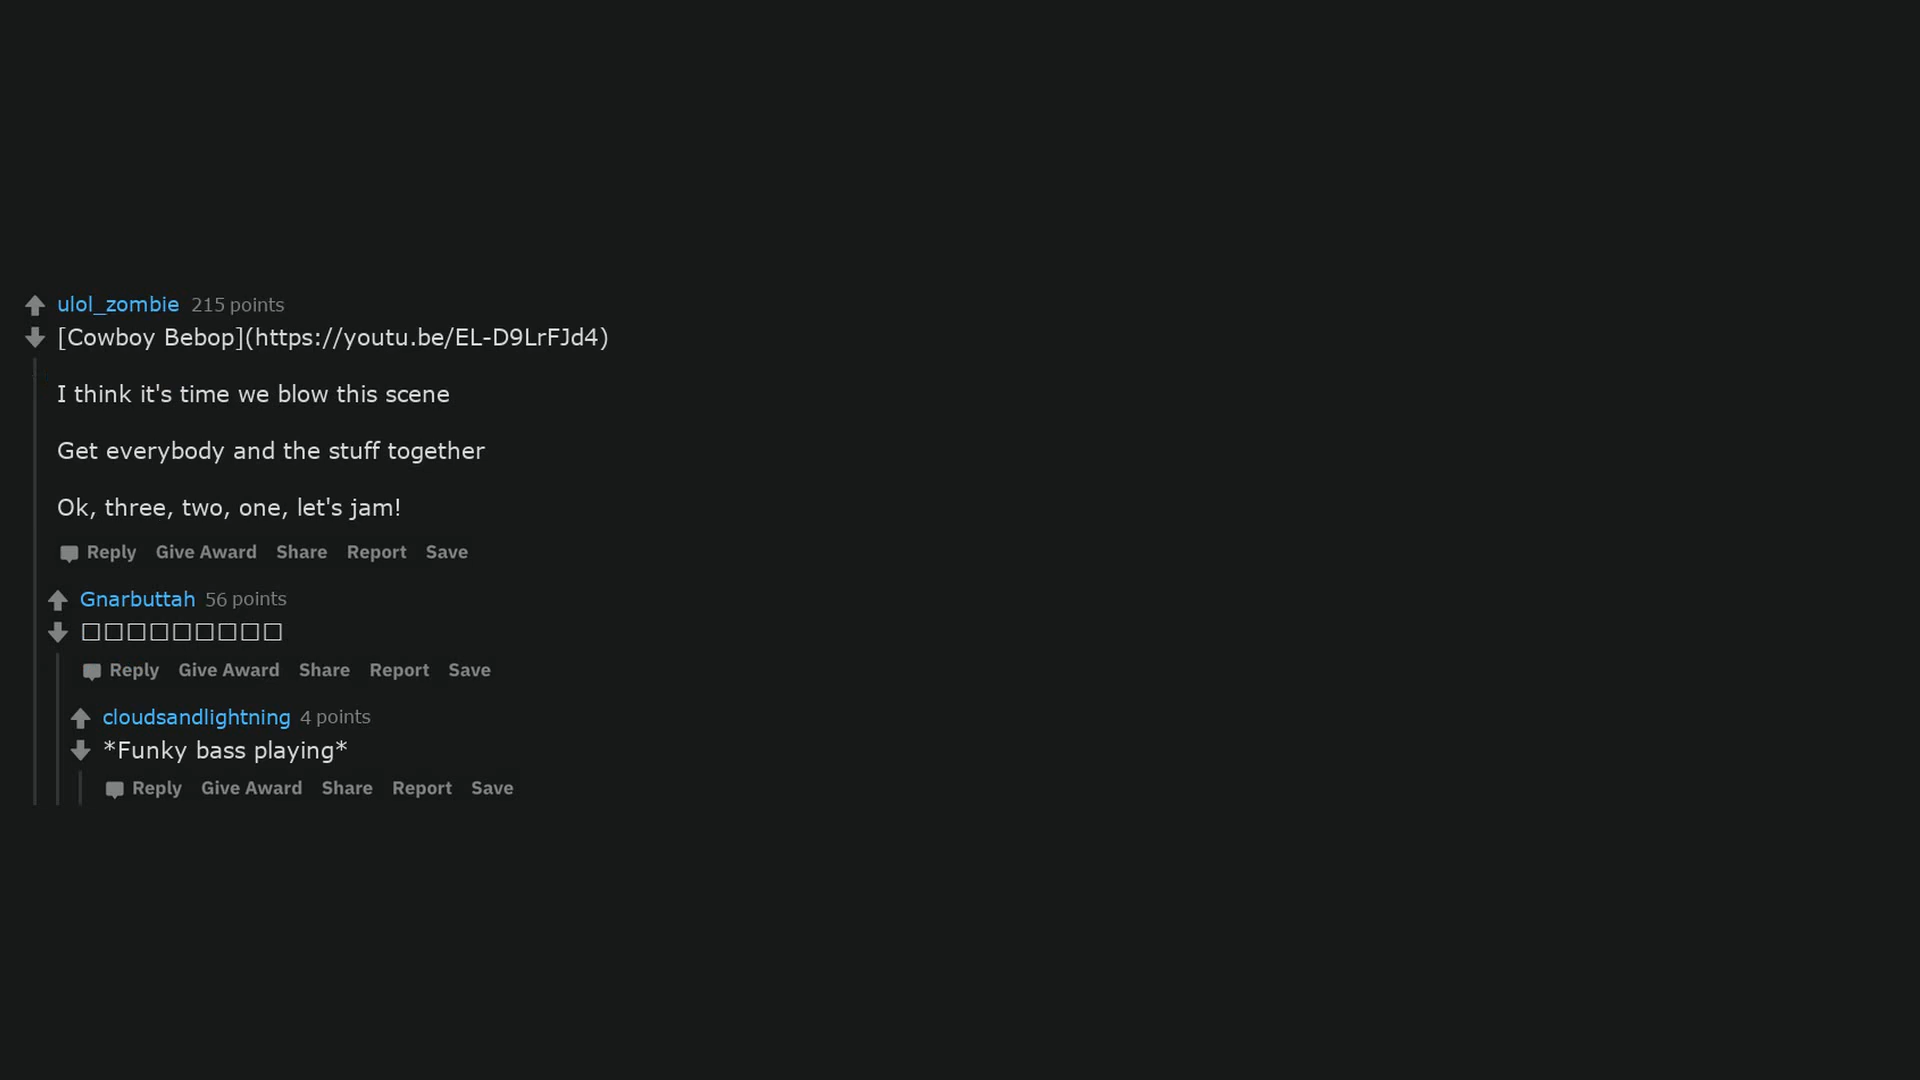 ulol_zombie 215 points
[Cowboy Bebop](https://youtu.be/EL-D9LrFJd4)
I think it's time we blow this scene
Get everybody and the stuff together
Ok, three, two, one, let's jam!
Reply Give Award Share Report Save
Gnarbuttah 56 points
□□□□□□□□□
Reply Give Award Share Report Save
cloudsandlightning 4 points
*Funky bass playing*
Reply Give Award Share Report Save